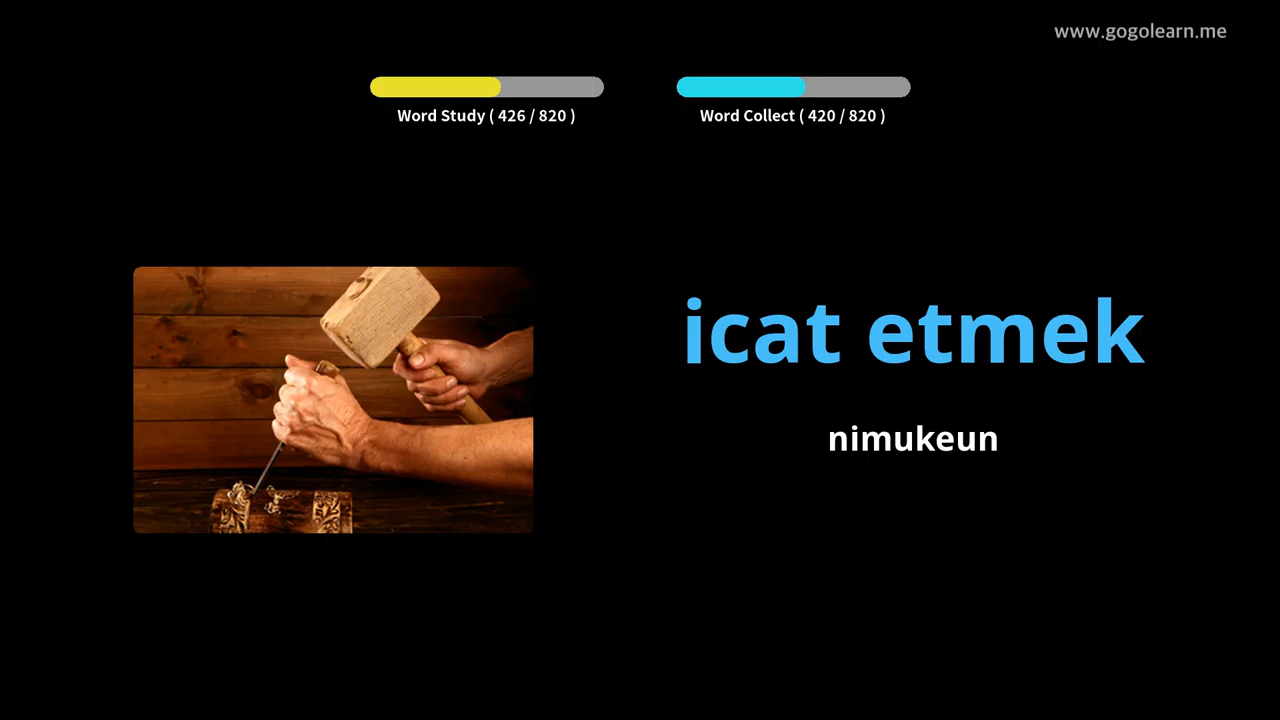 www.gogolearn.me
Word Study ( 426 / 820 )
Word Collect ( 420 / 820 )
icat etmek
nimukeun